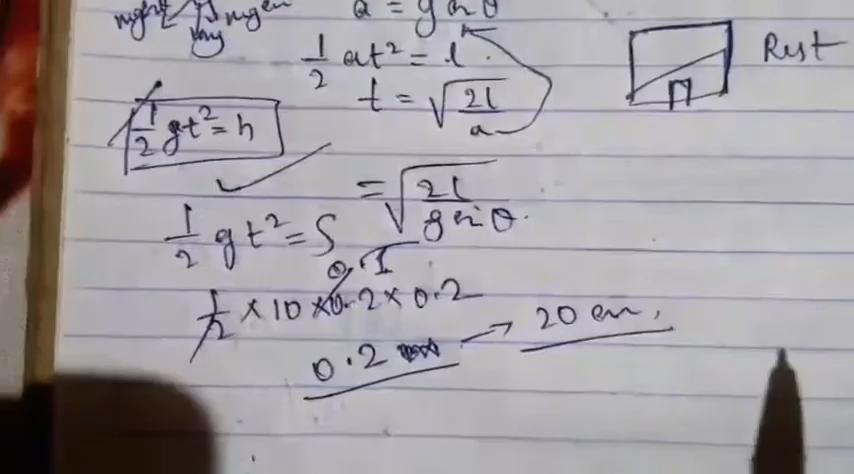 a = g sin θ
1/2 at² = l
Rest
t = √(2l/a)
1/2 gt² = h
= √(2l/(g sin θ))
1/2 gt² = S
0.1
1/2 × 10 × 0.2 × 0.2
0.2 → 20 cm.